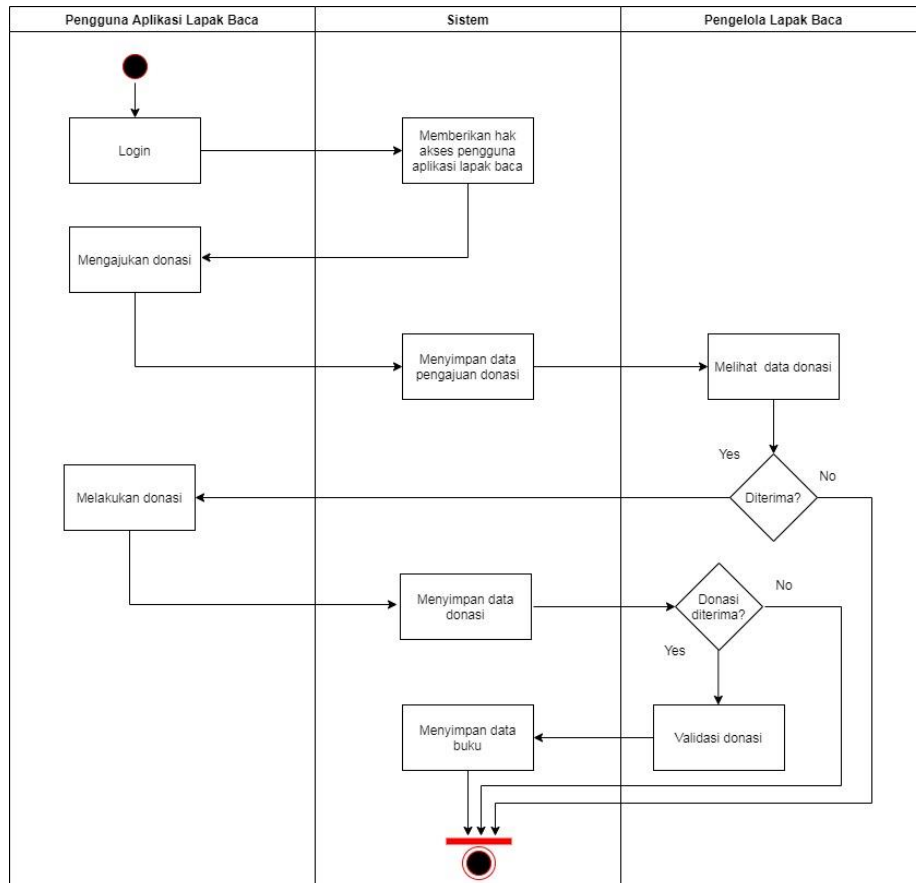 Pengguna Aplikasi Lapak Baca
Sistem
Pengelola Lapak Baca
Login
Memberikan hak
akses pengguna
aplikasi lapak baca
Mengajukan donasi
Menyimpan data
pengajuan donasi
Melihat data donasi
Yes
No
Diterima?
Melakukan donasi
Menyimpan data
donasi
Donasi
diterima?
No
Yes
Menyimpan data
buku
Validasi donasi